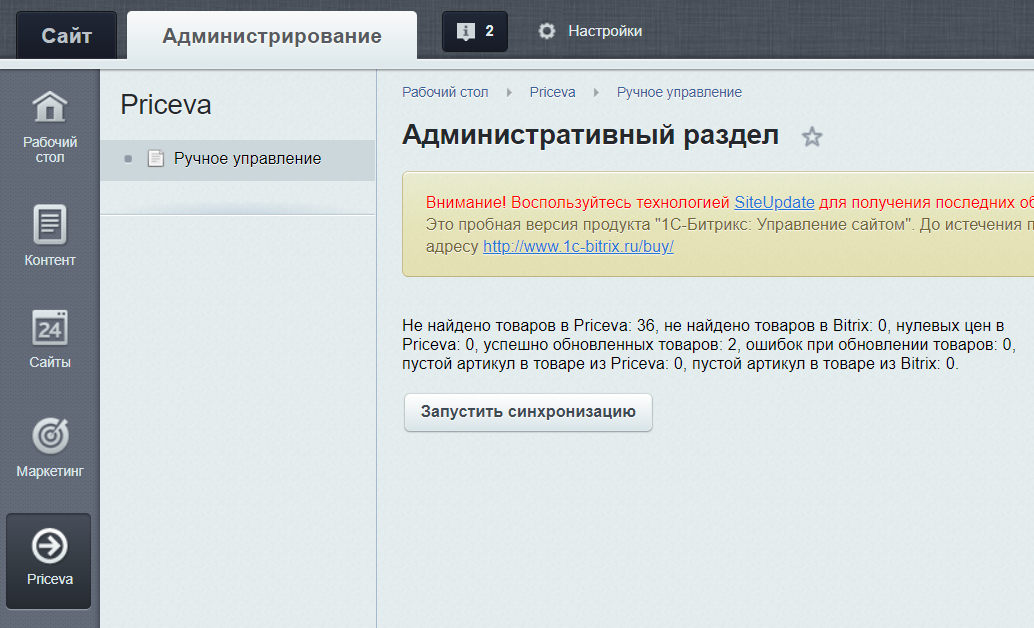 Сайт
Администрирование
2
Настройки
Рабочий стол
Контент
24
Сайты
Маркетинг
Priceva
Priceva
Ручное управление
Рабочий стол
Priceva
Ручное управление
Административный раздел
Внимание! Воспользуйтесь технологией SiteUpdate для получения последних об
Это пробная версия продукта "1С-Битрикс: Управление сайтом". До истечения п
адресу http://www.1c-bitrix.ru/buy/
Не найдено товаров в Priceva: 36, не найдено товаров в Bitrix: 0, нулевых цен в
Priceva: 0, успешно обновленных товаров: 2, ошибок при обновлении товаров: 0,
пустой артикул в товаре из Priceva: 0, пустой артикул в товаре из Bitrix: 0.
Запустить синхронизацию